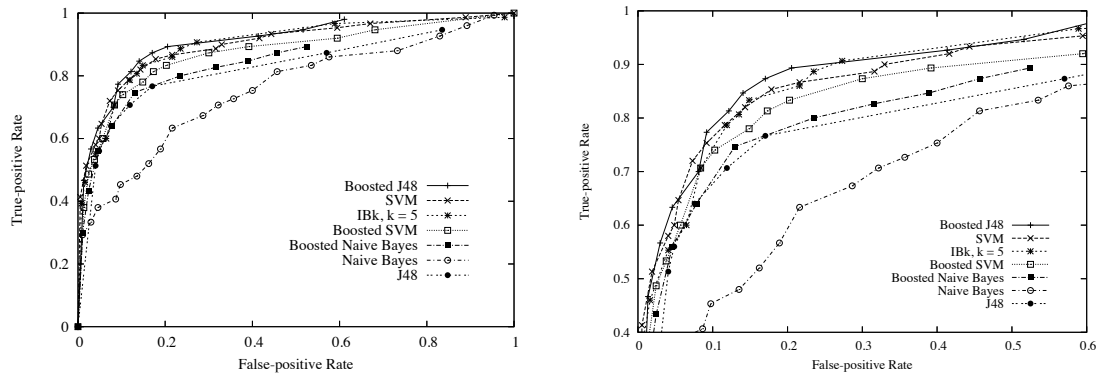 1
0.8
0.6
0.4
0.2
0
True-positive Rate
Boosted J48
SVM
IBk, k = 5
Boosted SVM
Boosted Naive Bayes
Naive Bayes
J48
0 0.2 0.4 0.6 0.8 1
False-positive Rate
1
0.9
0.8
0.7
0.6
0.5
0.4
True-positive Rate
Boosted J48
SVM
IBk, k = 5
Boosted SVM
Boosted Naive Bayes
Naive Bayes
J48
0 0.1 0.2 0.3 0.4 0.5 0.6
False-positive Rate